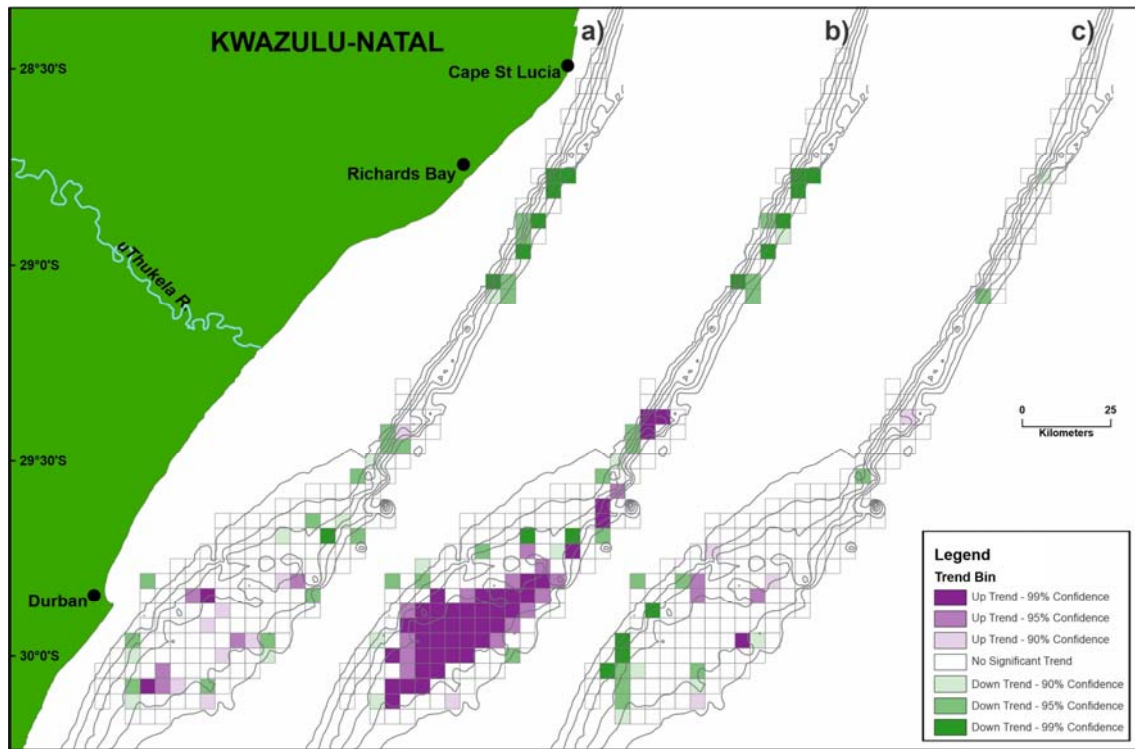 KWAZULU-NATAL
a)
b)
c)
28°30'S
Cape St Lucia
Richards Bay
uThukela R.
29°0'S
0 25
Kilometers
29°30'S
Durban
30°0'S
Legend
Trend Bin
Up Trend - 99% Confidence
Up Trend - 95% Confidence
Up Trend - 90% Confidence
No Significant Trend
Down Trend - 90% Confidence
Down Trend - 95% Confidence
Down Trend - 99% Confidence